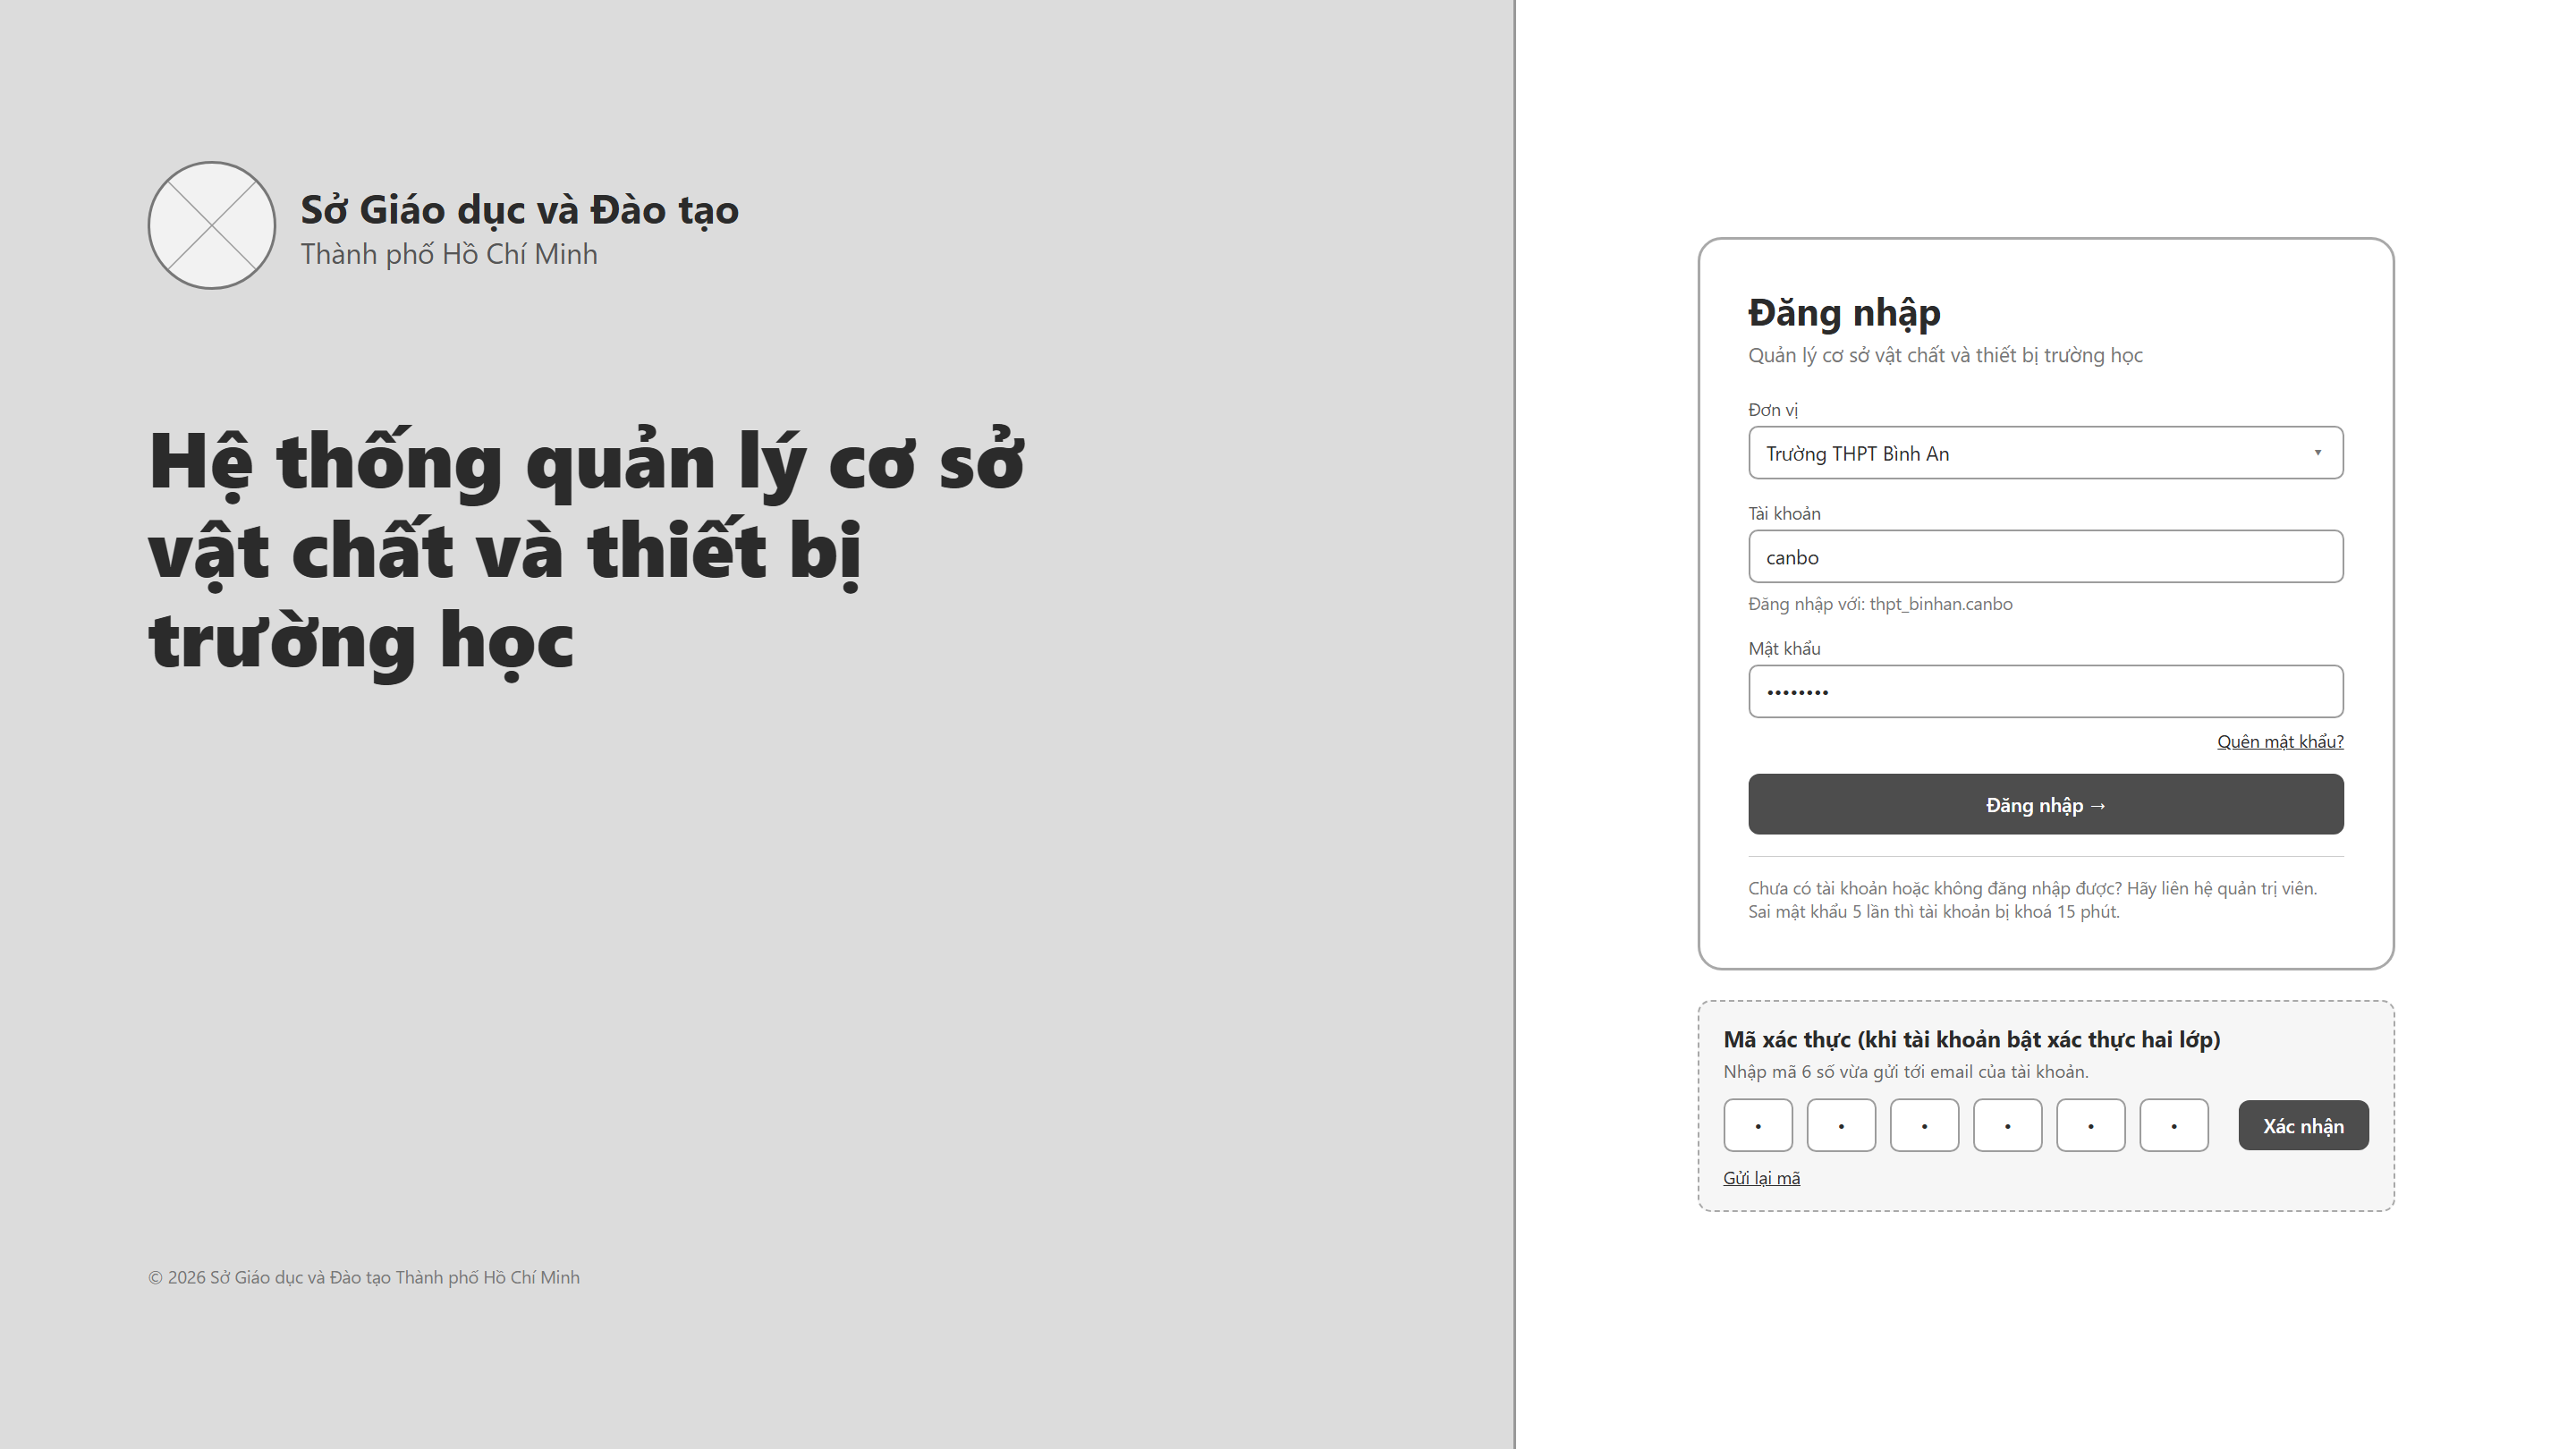 Sở Giáo dục và Đào tạo
Thành phố Hồ Chí Minh
Hệ thống quản lý cơ sở
vật chất và thiết bị
trường học
© 2026 Sở Giáo dục và Đào tạo Thành phố Hồ Chí Minh
Đăng nhập
Quản lý cơ sở vật chất và thiết bị trường học
Đơn vị
Trường THPT Bình An
Tài khoản
canbo
Đăng nhập với: thpt_binhan.canbo
Mật khẩu
••••••••
Quên mật khẩu?
Đăng nhập →
Chưa có tài khoản hoặc không đăng nhập được? Hãy liên hệ quản trị viên.
Sai mật khẩu 5 lần thì tài khoản bị khoá 15 phút.
Mã xác thực (khi tài khoản bật xác thực hai lớp)
Nhập mã 6 số vừa gửi tới email của tài khoản.
• • • • • • Xác nhận
Gửi lại mã